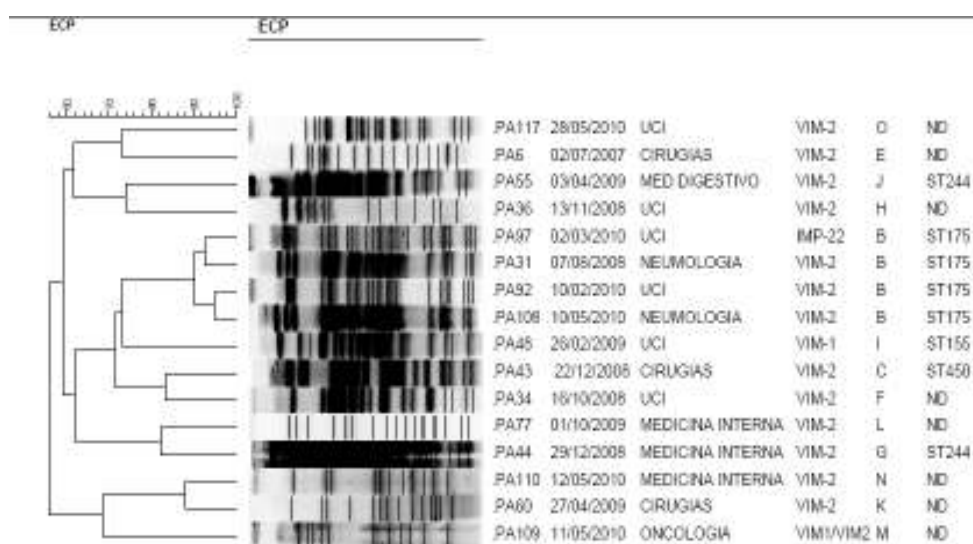 ECP ECP
100
PA117 28/05/2010 UCI VIM-2 O ND
PA6 02/07/2007 CIRUGIAS VIM-2 E ND
PA55 03/04/2009 MED DIGESTIVO VIM-2 J ST244
PA36 13/11/2008 UCI VIM-2 H ND
PA97 02/03/2010 UCI IMP-22 B ST175
PA31 07/08/2008 NEUMOLOGIA VIM-2 B ST175
PA92 10/02/2010 UCI VIM-2 B ST175
PA108 10/05/2010 NEUMOLOGIA VIM-2 B ST175
PA48 26/02/2009 UCI VIM-1 I ST155
PA43 22/12/2008 CIRUGIAS VIM-2 C ST450
PA34 16/10/2008 UCI VIM-2 F ND
PA77 01/10/2009 MEDICINA INTERNA VIM-2 L ND
PA44 29/12/2008 MEDICINA INTERNA VIM-2 G ST244
PA110 12/05/2010 MEDICINA INTERNA VIM-2 N ND
PA60 27/04/2009 CIRUGIAS VIM-2 K ND
PA109 11/05/2010 ONCOLOGIA VIM1/VIM2 M ND